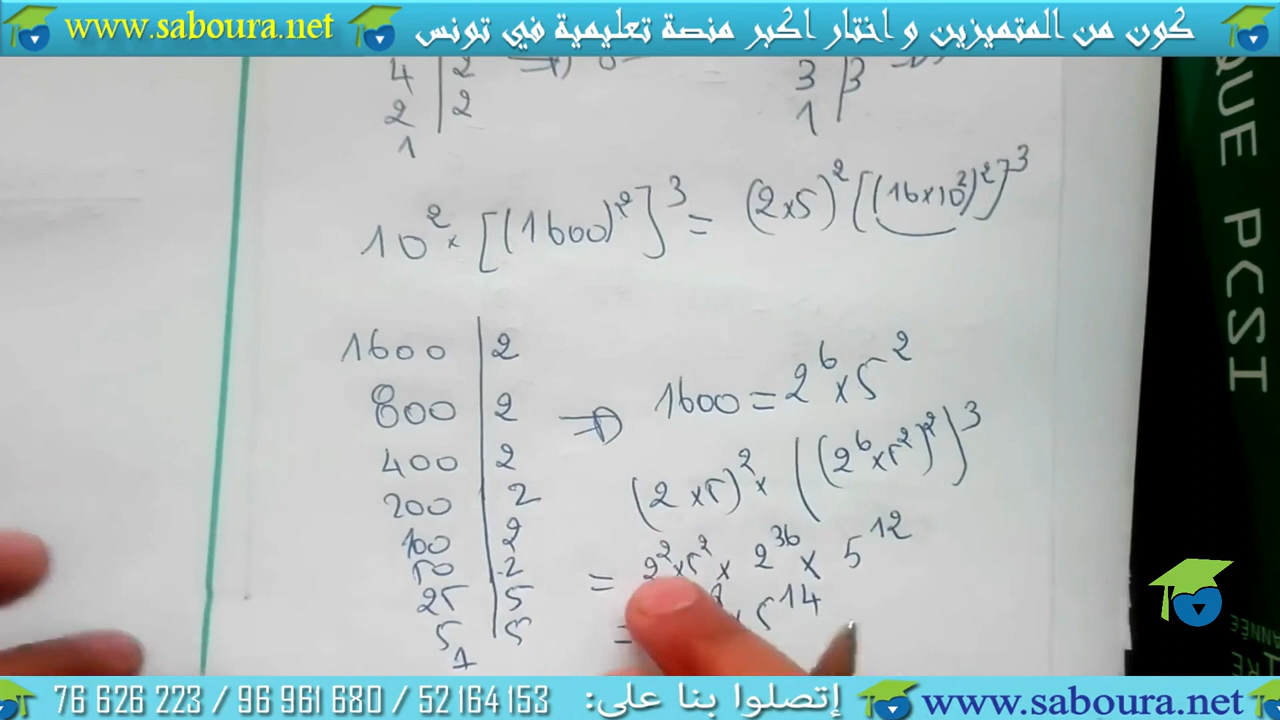 www.saboura.net كون من المتميزين و اختار اكبر منصة تعليمية في تونس
4 | 2
2 | 2
1
3 | 3
1
10² × [(1600)²]³ = (2×5)² [(16×10²)²]³
1600 | 2
800 | 2
400 | 2
200 | 2
100 | 2
50 | 2
25 | 5
5 | 5
1
⇒ 1600 = 2⁶ × 5²
(2×5)² × ((2⁶×5²)²)³
= 2² × 5² × 2³⁶ × 5¹²
= 5¹⁴
QUE PCSI
ANNÉE
76 626 223 / 96 961 680 / 52 164 153 إتصلوا بنا على: www.saboura.net